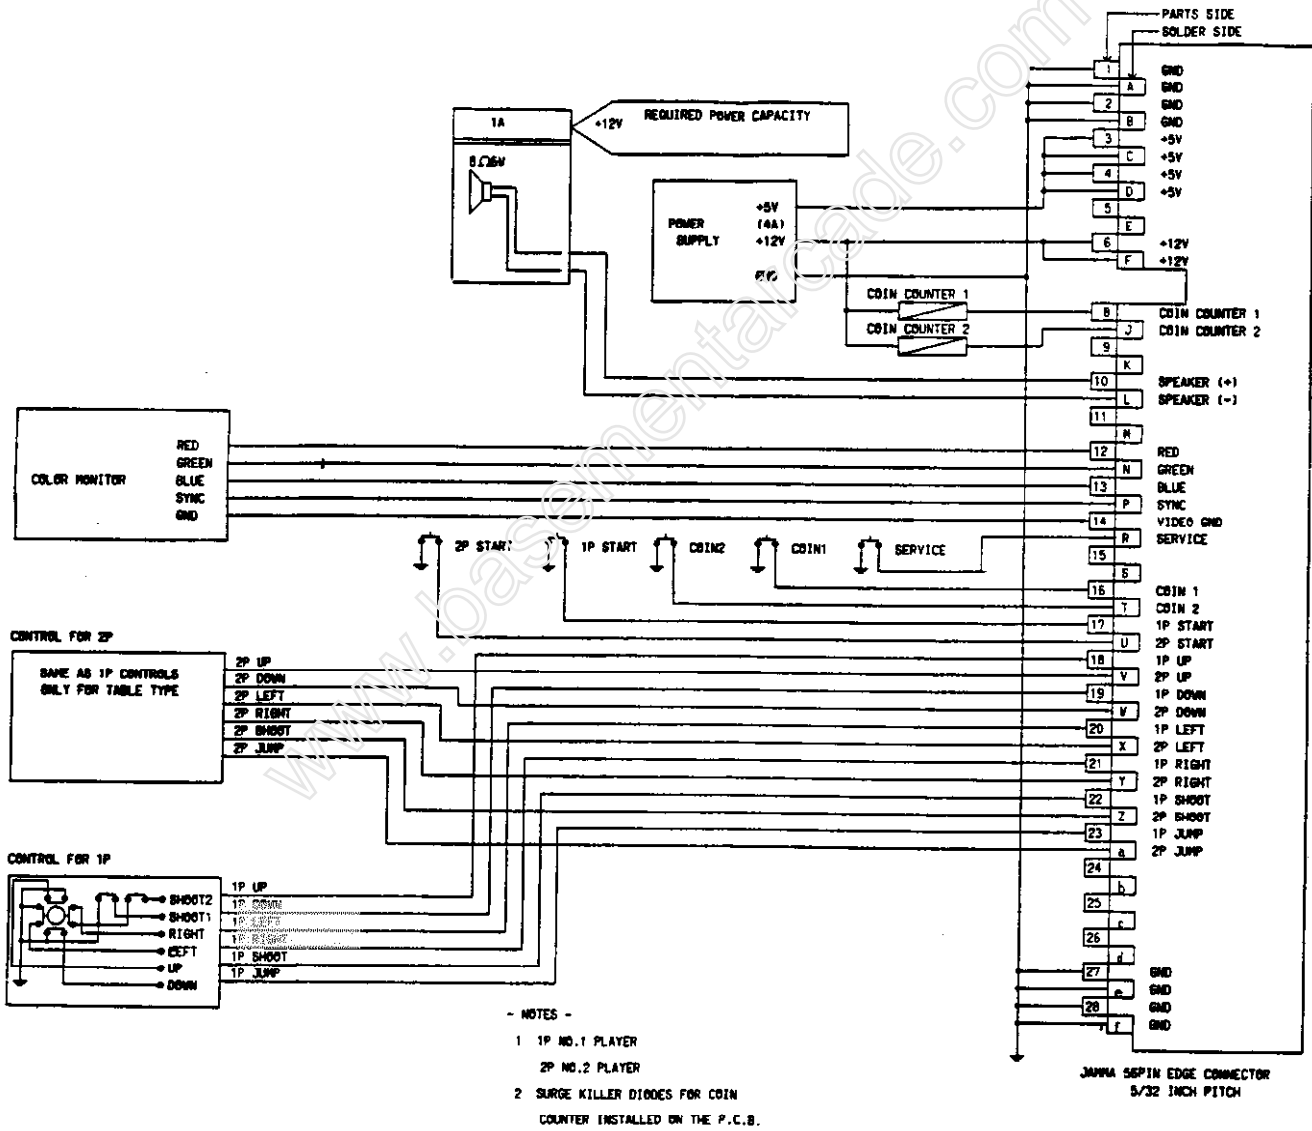 PARTS SIDE
SOLDER SIDE
1 GND
A GND
2 GND
B GND
3 +5V
C +5V
4 +5V
D +5V
5
E
6 +12V
F +12V
1A
+12V
REQUIRED POWER CAPACITY
8Ω5W
POWER SUPPLY
+5V
(4A)
+12V
GND
COIN COUNTER 1
COIN COUNTER 2
8 COIN COUNTER 1
J COIN COUNTER 2
9
K
10 SPEAKER (+)
L SPEAKER (-)
11
M
12 RED
N GREEN
13 BLUE
P SYNC
14 VIDEO GND
R SERVICE
15
S
16 COIN 1
T COIN 2
17 1P START
U 2P START
18 1P UP
V 2P UP
19 1P DOWN
W 2P DOWN
20 1P LEFT
X 2P LEFT
21 1P RIGHT
Y 2P RIGHT
22 1P SHOOT
Z 2P SHOOT
23 1P JUMP
a 2P JUMP
24
b
25
c
26
d
27 GND
e GND
28 GND
f GND
COLOR MONITOR
RED
GREEN
BLUE
SYNC
GND
2P START
1P START
COIN2
COIN1
SERVICE
CONTROL FOR 2P
SAME AS 1P CONTROLS
ONLY FOR TABLE TYPE
2P UP
2P DOWN
2P LEFT
2P RIGHT
2P SHOOT
2P JUMP
CONTROL FOR 1P
SHOOT2
SHOOT1
RIGHT
LEFT
UP
DOWN
1P UP
1P DOWN
1P LEFT
1P RIGHT
1P SHOOT
1P JUMP
- NOTES -
1 1P NO.1 PLAYER
2P NO.2 PLAYER
2 SURGE KILLER DIODES FOR COIN
COUNTER INSTALLED ON THE P.C.B.
JAMMA 56PIN EDGE CONNECTOR
5/32 INCH PITCH
www.basementarcade.com